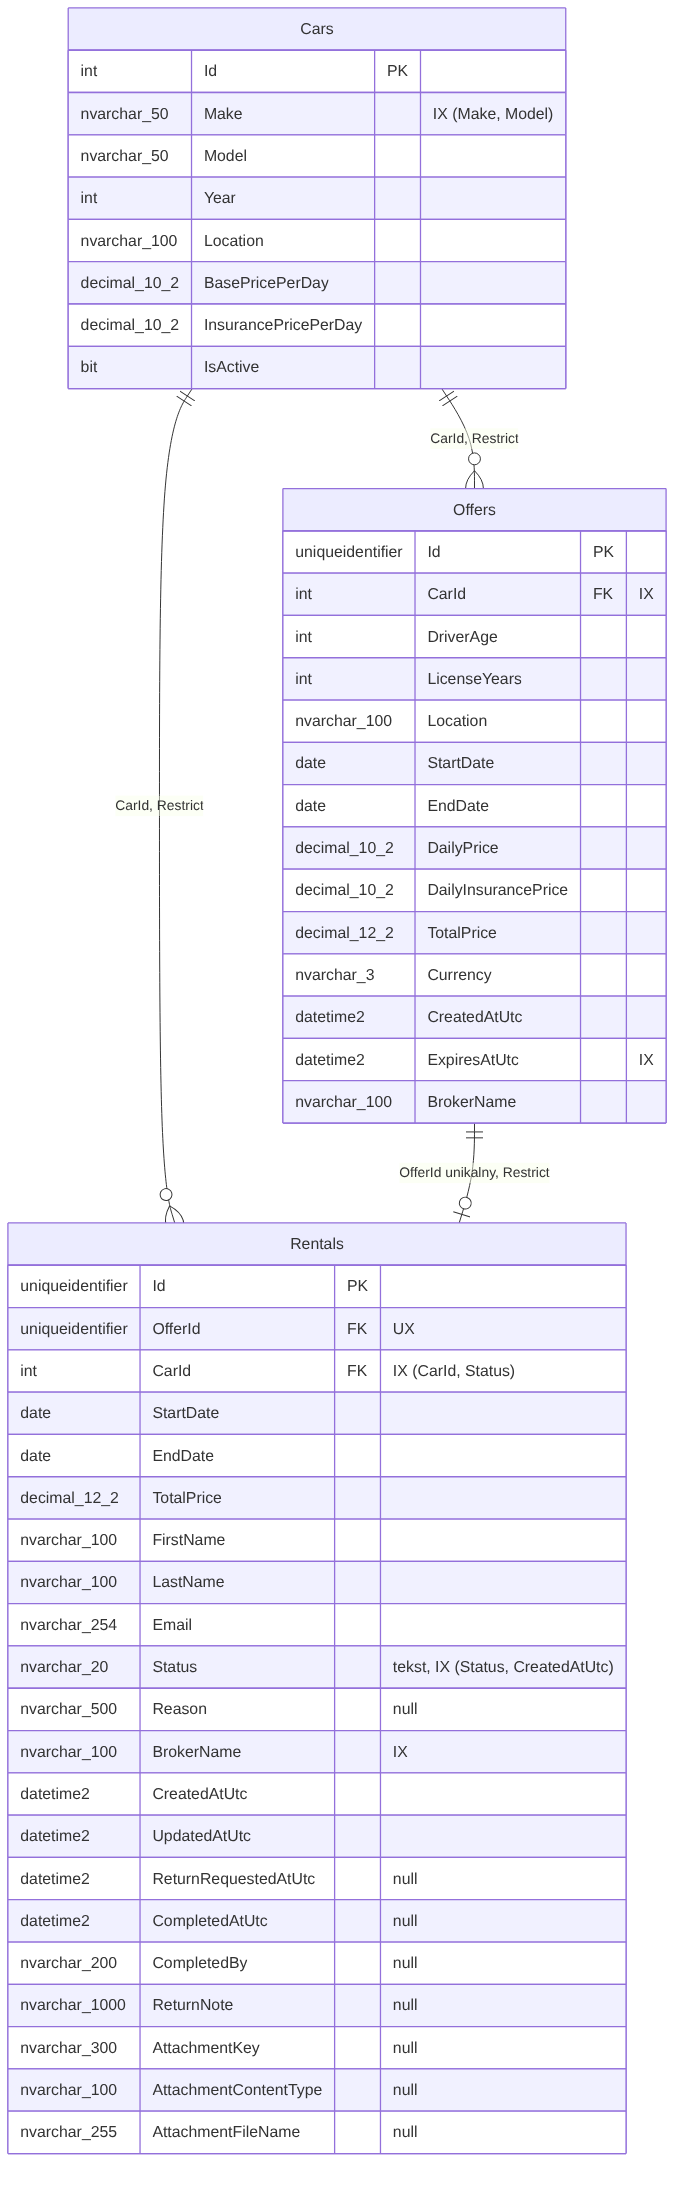 Cars
int Id PK
nvarchar_50 Make IX (Make, Model)
nvarchar_50 Model
int Year
nvarchar_100 Location
decimal_10_2 BasePricePerDay
decimal_10_2 InsurancePricePerDay
bit IsActive
CarId, Restrict
Offers
uniqueidentifier Id PK
int CarId FK IX
int DriverAge
int LicenseYears
nvarchar_100 Location
date StartDate
date EndDate
decimal_10_2 DailyPrice
decimal_10_2 DailyInsurancePrice
decimal_12_2 TotalPrice
nvarchar_3 Currency
datetime2 CreatedAtUtc
datetime2 ExpiresAtUtc IX
nvarchar_100 BrokerName
CarId, Restrict
OfferId unikalny, Restrict
Rentals
uniqueidentifier Id PK
uniqueidentifier OfferId FK UX
int CarId FK IX (CarId, Status)
date StartDate
date EndDate
decimal_12_2 TotalPrice
nvarchar_100 FirstName
nvarchar_100 LastName
nvarchar_254 Email
nvarchar_20 Status tekst, IX (Status, CreatedAtUtc)
nvarchar_500 Reason null
nvarchar_100 BrokerName IX
datetime2 CreatedAtUtc
datetime2 UpdatedAtUtc
datetime2 ReturnRequestedAtUtc null
datetime2 CompletedAtUtc null
nvarchar_200 CompletedBy null
nvarchar_1000 ReturnNote null
nvarchar_300 AttachmentKey null
nvarchar_100 AttachmentContentType null
nvarchar_255 AttachmentFileName null